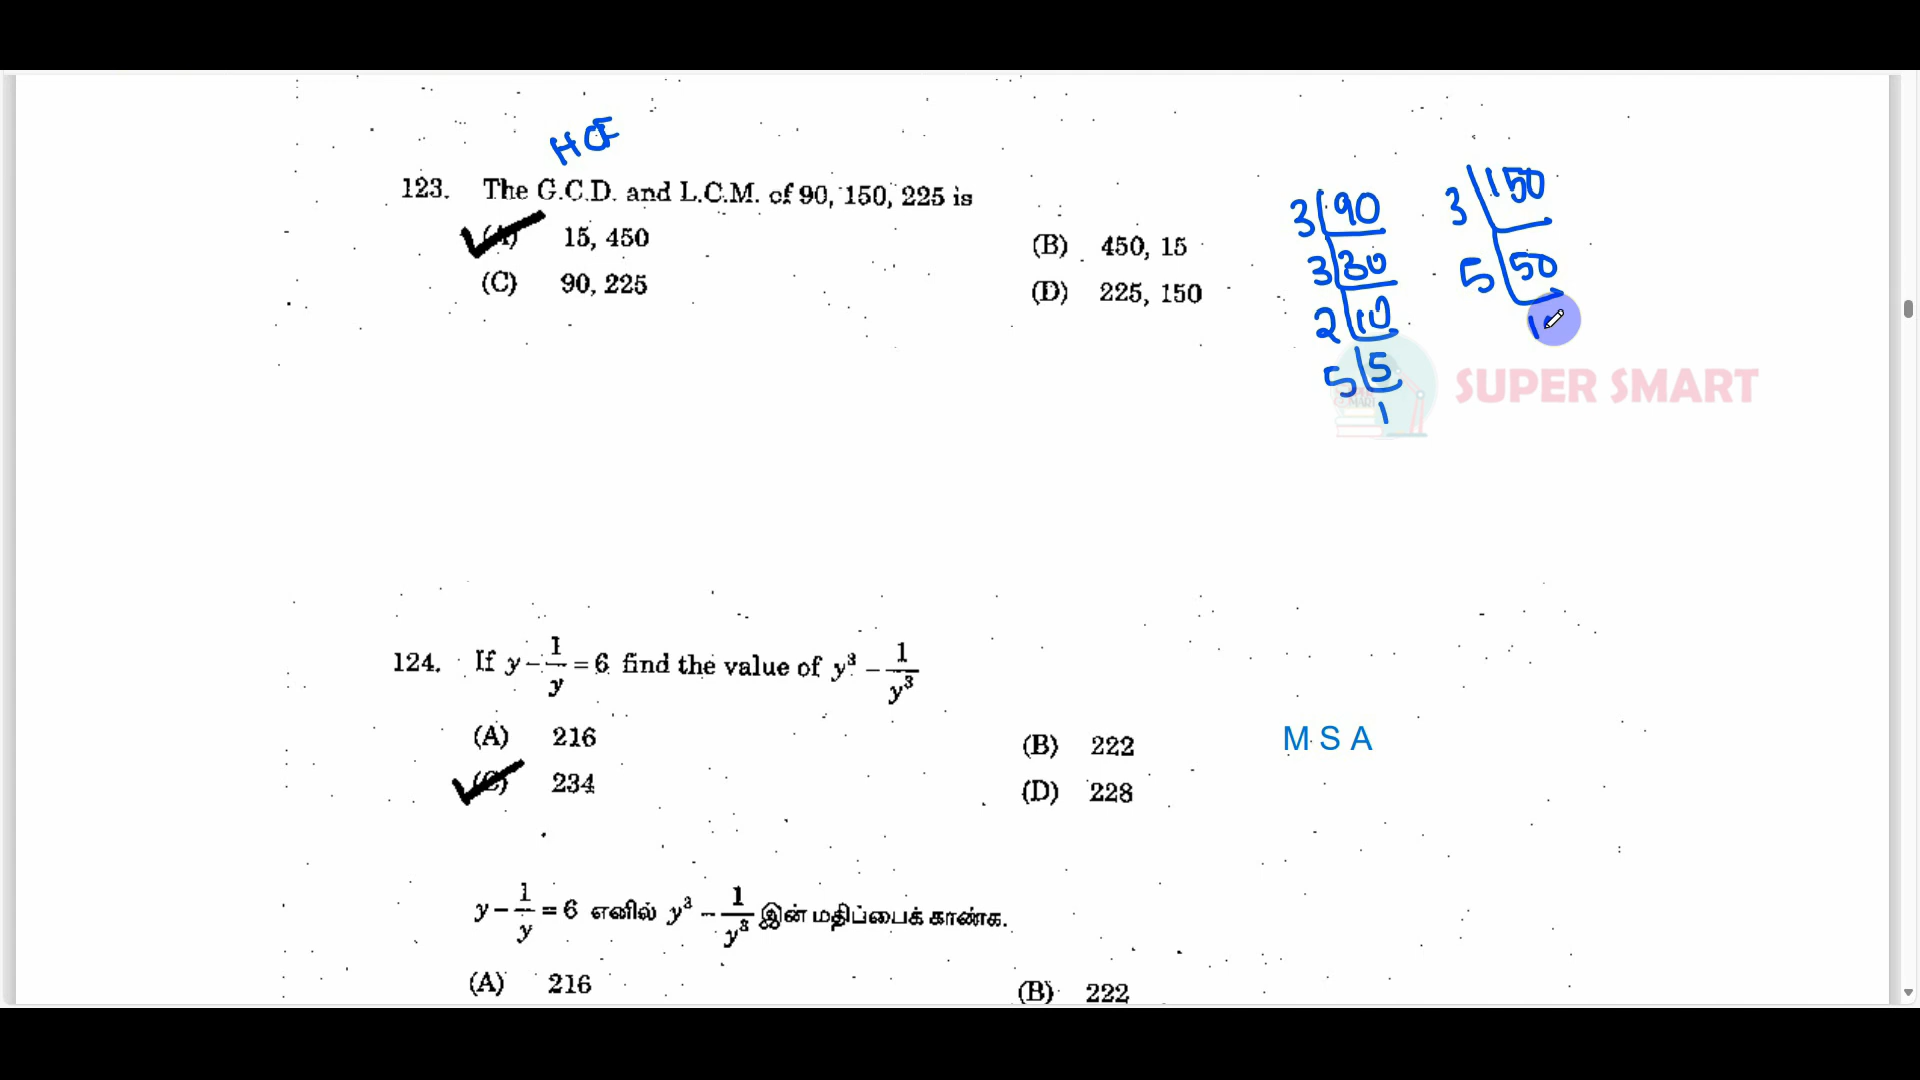 HCF
123. The G.C.D. and L.C.M. of 90, 150, 225 is
(A) 15, 450
(B) 450, 15
(C) 90, 225
(D) 225, 150
3 90
3 30
2 10
5 5
1
3 150
5 50
SUPER SMART
124. If y - 1/y = 6 find the value of y³ - 1/y³
(A) 216
(B) 222
M S A
(C) 234
(D) 228
y - 1/y = 6 எனில் y³ - 1/y³ இன் மதிப்பைக் காண்க.
(A) 216
(B) 222